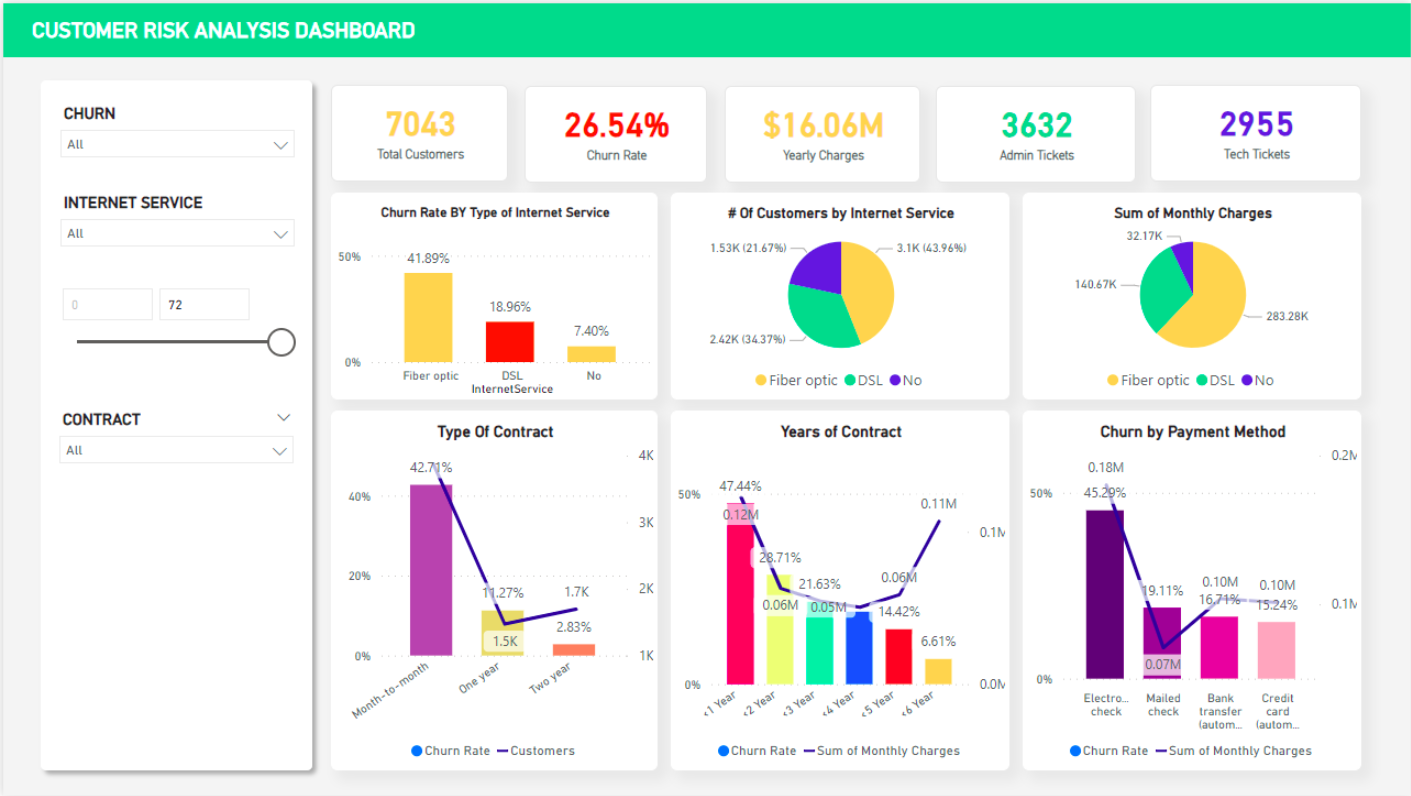 CUSTOMER RISK ANALYSIS DASHBOARD
CHURN
All
INTERNET SERVICE
All
0
72
CONTRACT
All
7043
Total Customers
26.54%
Churn Rate
$16.06M
Yearly Charges
3632
Admin Tickets
2955
Tech Tickets
Churn Rate BY Type of Internet Service
50%
0%
41.89%
18.96%
7.40%
Fiber optic
DSL
No
InternetService
# Of Customers by Internet Service
1.53K (21.67%)
3.1K (43.96%)
2.42K (34.37%)
Fiber optic DSL No
Sum of Monthly Charges
32.17K
140.67K
283.28K
Fiber optic DSL No
Type Of Contract
40%
20%
0%
4K
3K
2K
1K
42.71%
11.27%
1.5K
1.7K
2.83%
Month-to-month
One year
Two year
Churn Rate Customers
Years of Contract
50%
0%
0.1M
0.0M
47.44%
0.12M
28.71%
0.06M
21.63%
0.05M
0.06M
14.42%
0.11M
6.61%
<1 Year
<2 Year
<3 Year
<4 Year
<5 Year
<6 Year
Churn Rate Sum of Monthly Charges
Churn by Payment Method
50%
0%
0.2M
0.1M
0.18M
45.29%
19.11%
0.07M
0.10M
16.71%
0.10M
15.24%
Electro...
check
Mailed
check
Bank
transfer
(autom...
Credit
card
(autom...
Churn Rate Sum of Monthly Charges